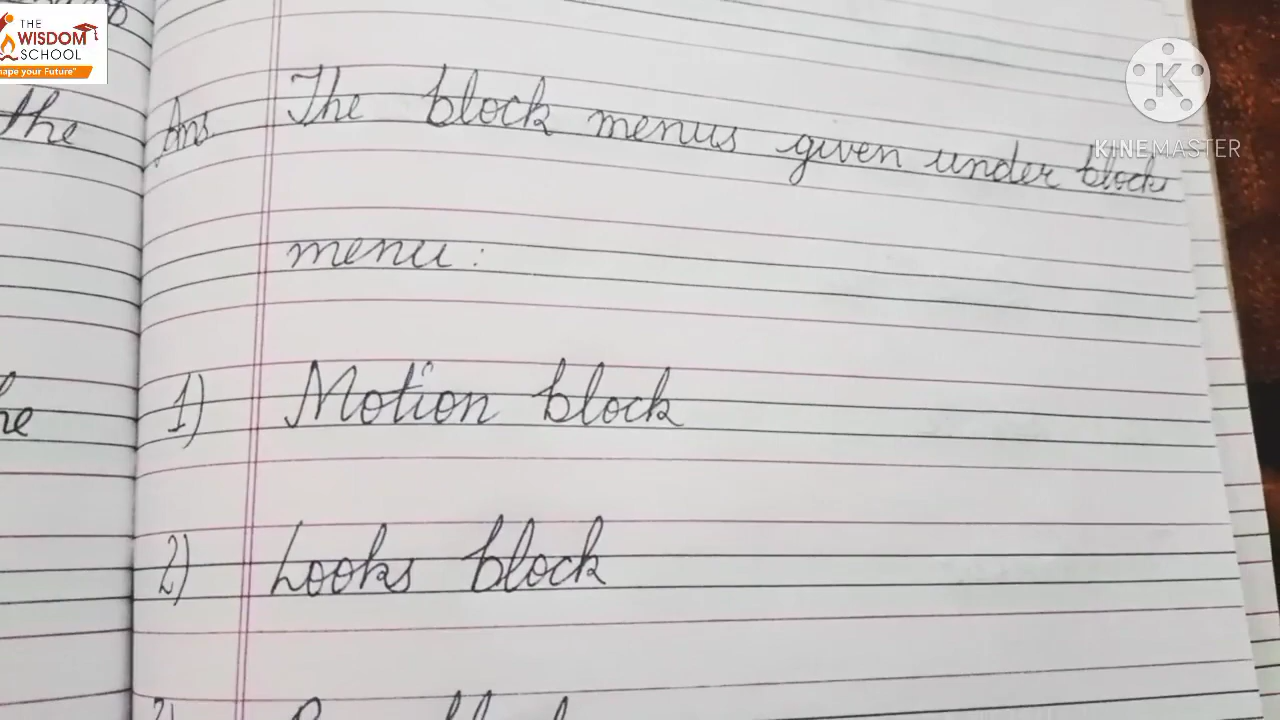 THE
WISDOM
SCHOOL
the
Ans. The block menus given under block
menu:
he
1) Motion block
2) Looks block
KINEMASTER